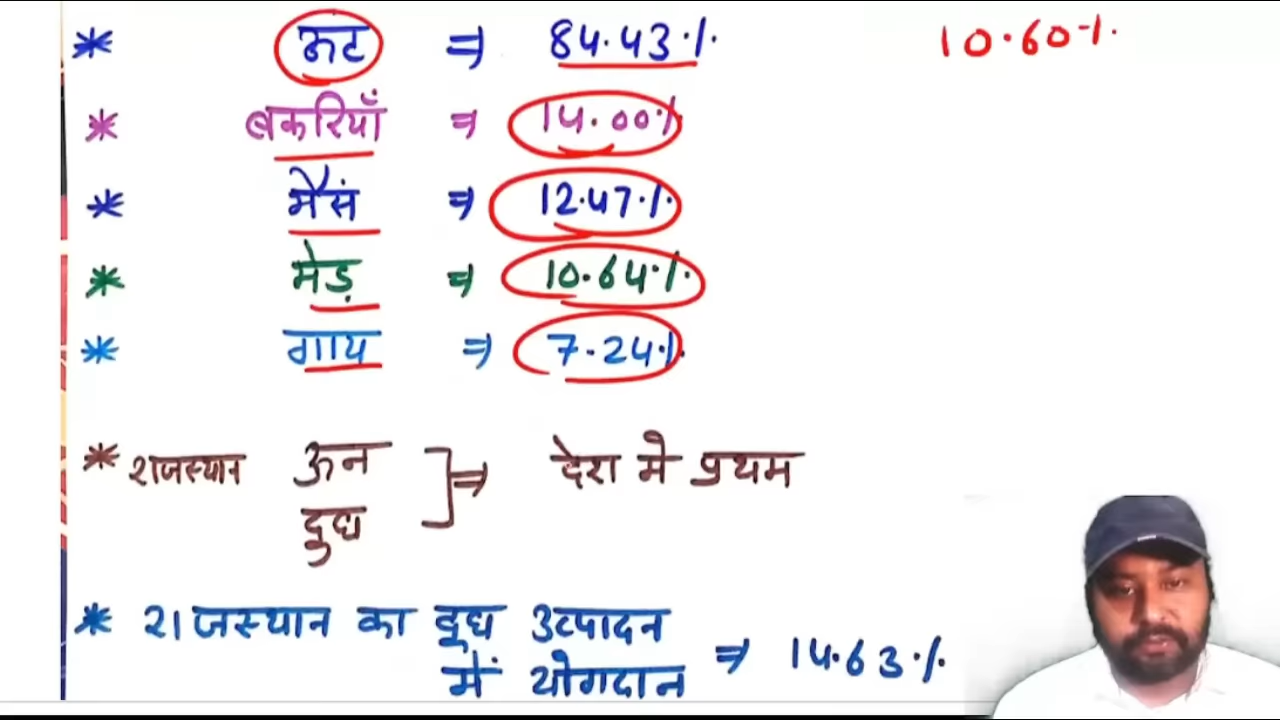 * ऊट ⇒ 84.43% 10.60%
* बकरियाँ ⇒ 14.00%
* भैसं ⇒ 12.47%
* भेड़ ⇒ 10.64%
* गाय ⇒ 7.24%
* राजस्थान ऊन ] ⇒ देश मे प्रथम
दुध
* राजस्थान का दुध उत्पादन
में योगदान ⇒ 14.63%